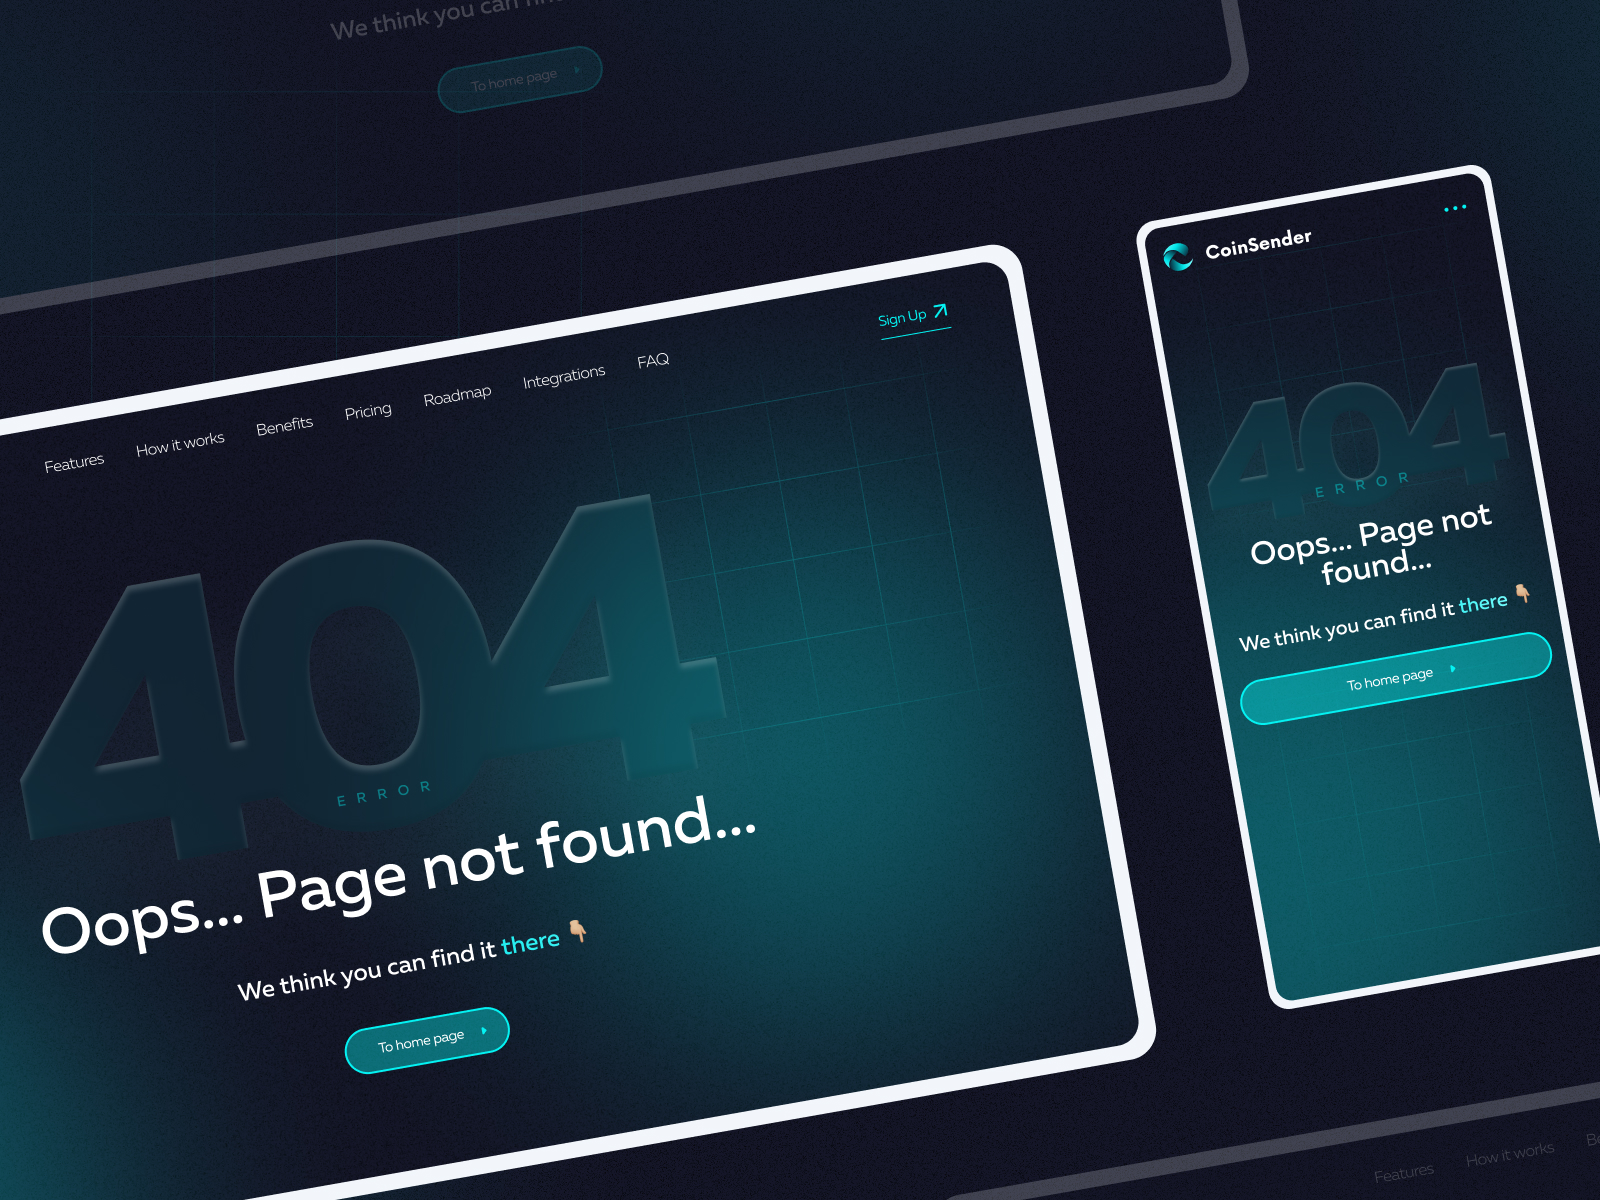 We think you can
To home page
Features
How it works
Benefits
Pricing
Roadmap
Integrations
FAQ
Sign Up
404
ERROR
Oops... Page not found...
We think you can find it there 👇🏼
To home page
CoinSender
404
ERROR
Oops... Page not
found...
We think you can find it there 👇🏼
To home page
Features
How it works